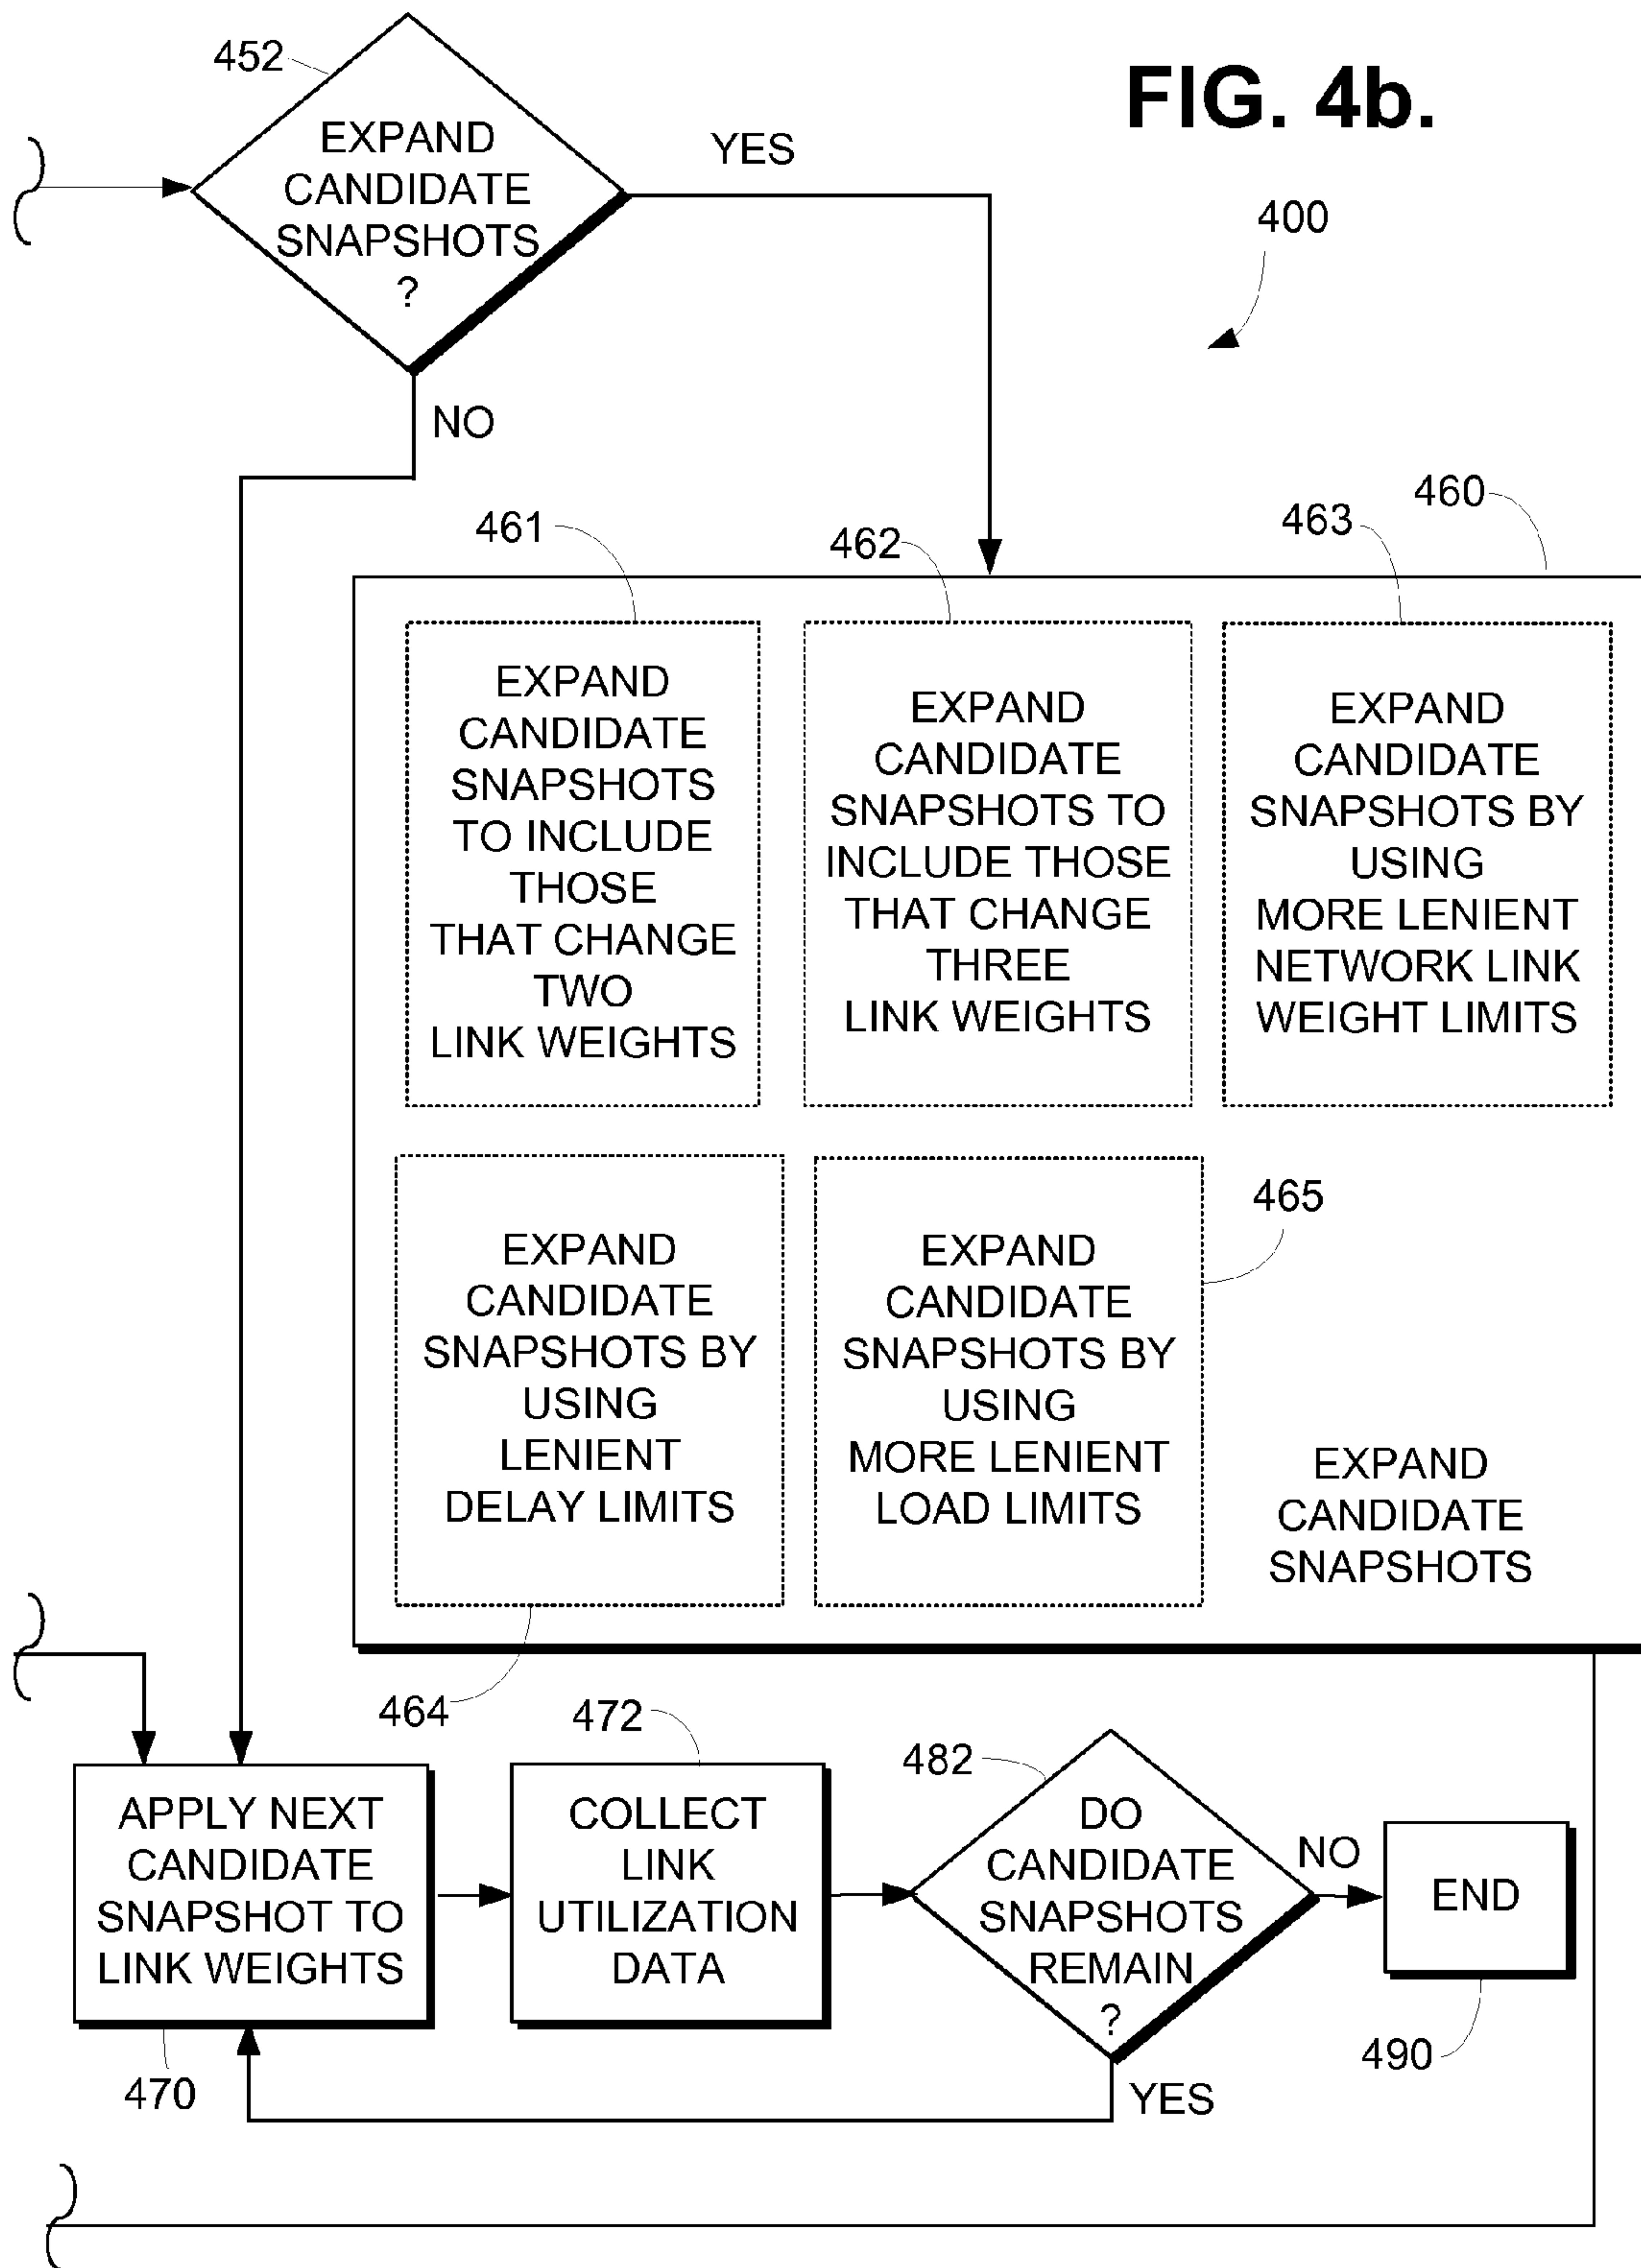 FIG. 4b.
452
EXPAND
CANDIDATE
SNAPSHOTS
?
YES
400
NO
460
461
462
463
EXPAND
CANDIDATE
SNAPSHOTS
TO INCLUDE
THOSE
THAT CHANGE
TWO
LINK WEIGHTS
EXPAND
CANDIDATE
SNAPSHOTS TO
INCLUDE THOSE
THAT CHANGE
THREE
LINK WEIGHTS
EXPAND
CANDIDATE
SNAPSHOTS BY
USING
MORE LENIENT
NETWORK LINK
WEIGHT LIMITS
EXPAND
CANDIDATE
SNAPSHOTS BY
USING
LENIENT
DELAY LIMITS
464
EXPAND
CANDIDATE
SNAPSHOTS BY
USING
MORE LENIENT
LOAD LIMITS
465
EXPAND
CANDIDATE
SNAPSHOTS
APPLY NEXT
CANDIDATE
SNAPSHOT TO
LINK WEIGHTS
470
472
COLLECT
LINK
UTILIZATION
DATA
482
DO
CANDIDATE
SNAPSHOTS
REMAIN
?
YES
NO
END
490